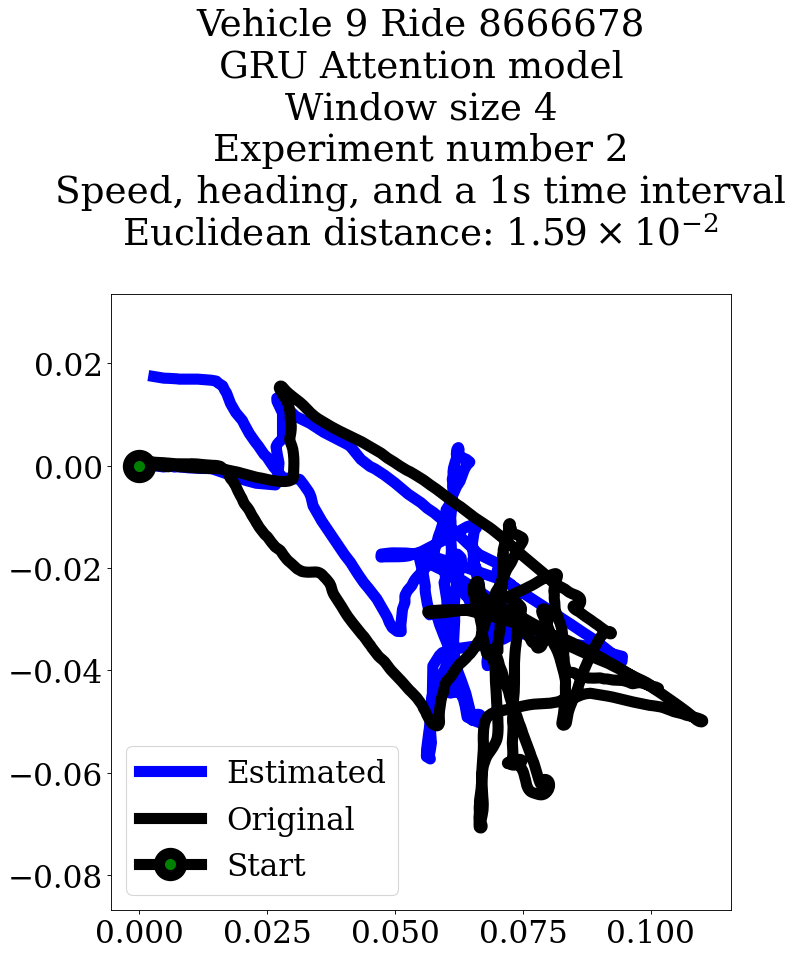 Vehicle 9 Ride 8666678
GRU Attention model
Window size 4
Experiment number 2
Speed, heading, and a 1s time interval
Euclidean distance: 1.59 × 10⁻²
0.02
0.00
−0.02
−0.04
−0.06
−0.08
Estimated
Original
Start
0.000 0.025 0.050 0.075 0.100